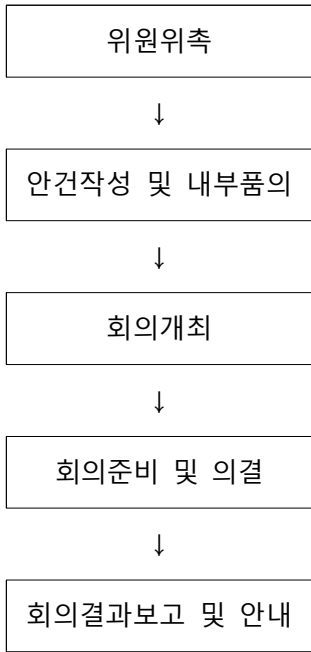 위원위촉
↓
안건작성 및 내부품의
↓
회의개최
↓
회의준비 및 의결
↓
회의결과보고 및 안내